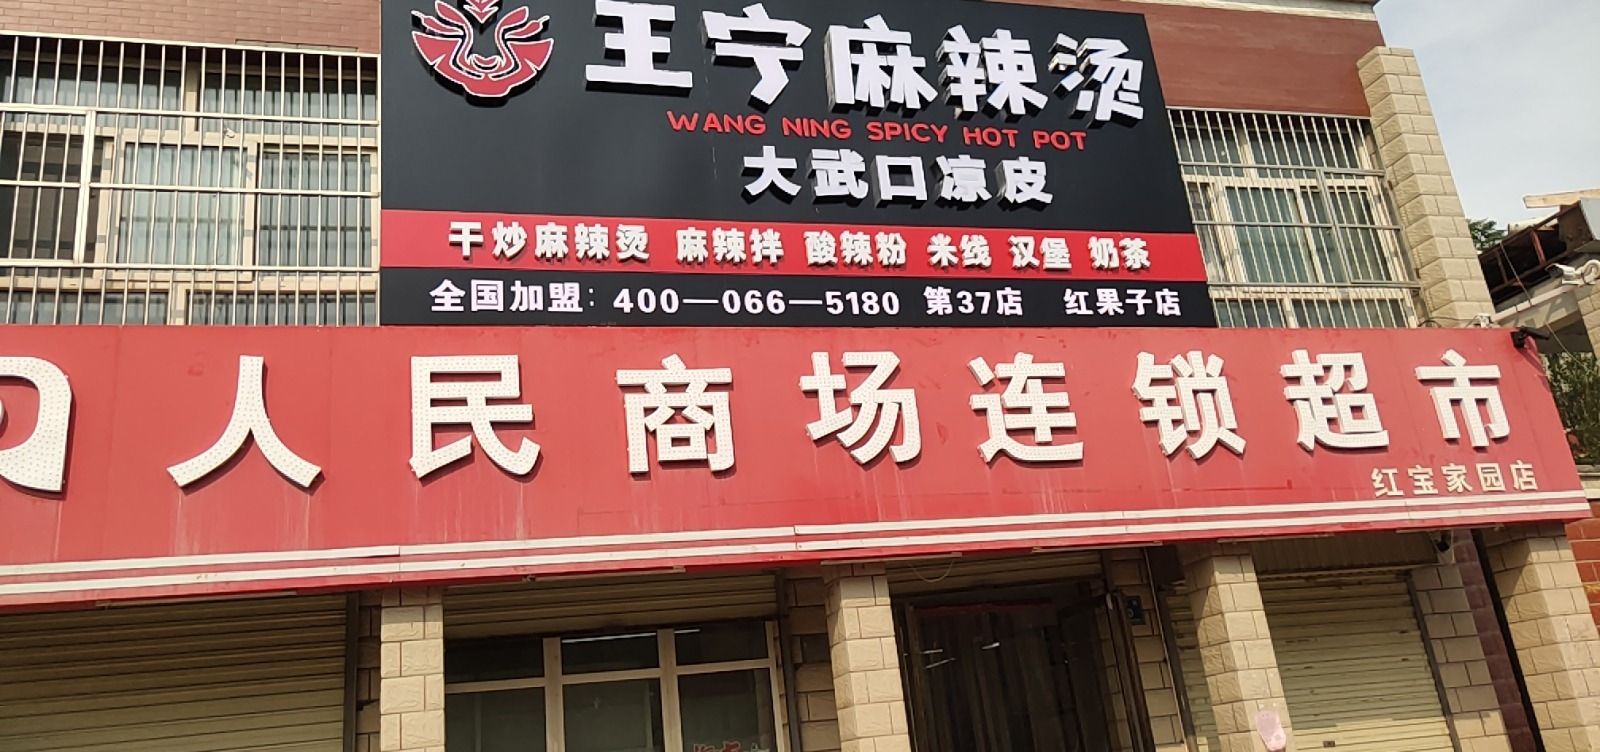 王宁麻辣烫
WANG NING SPICY HOT POT
大武口凉皮
干炒麻辣烫 麻辣拌 酸辣粉 米线 汉堡 奶茶
全国加盟：400—066—5180 第37店 红果子店
人民商场连锁超市
红宝家园店